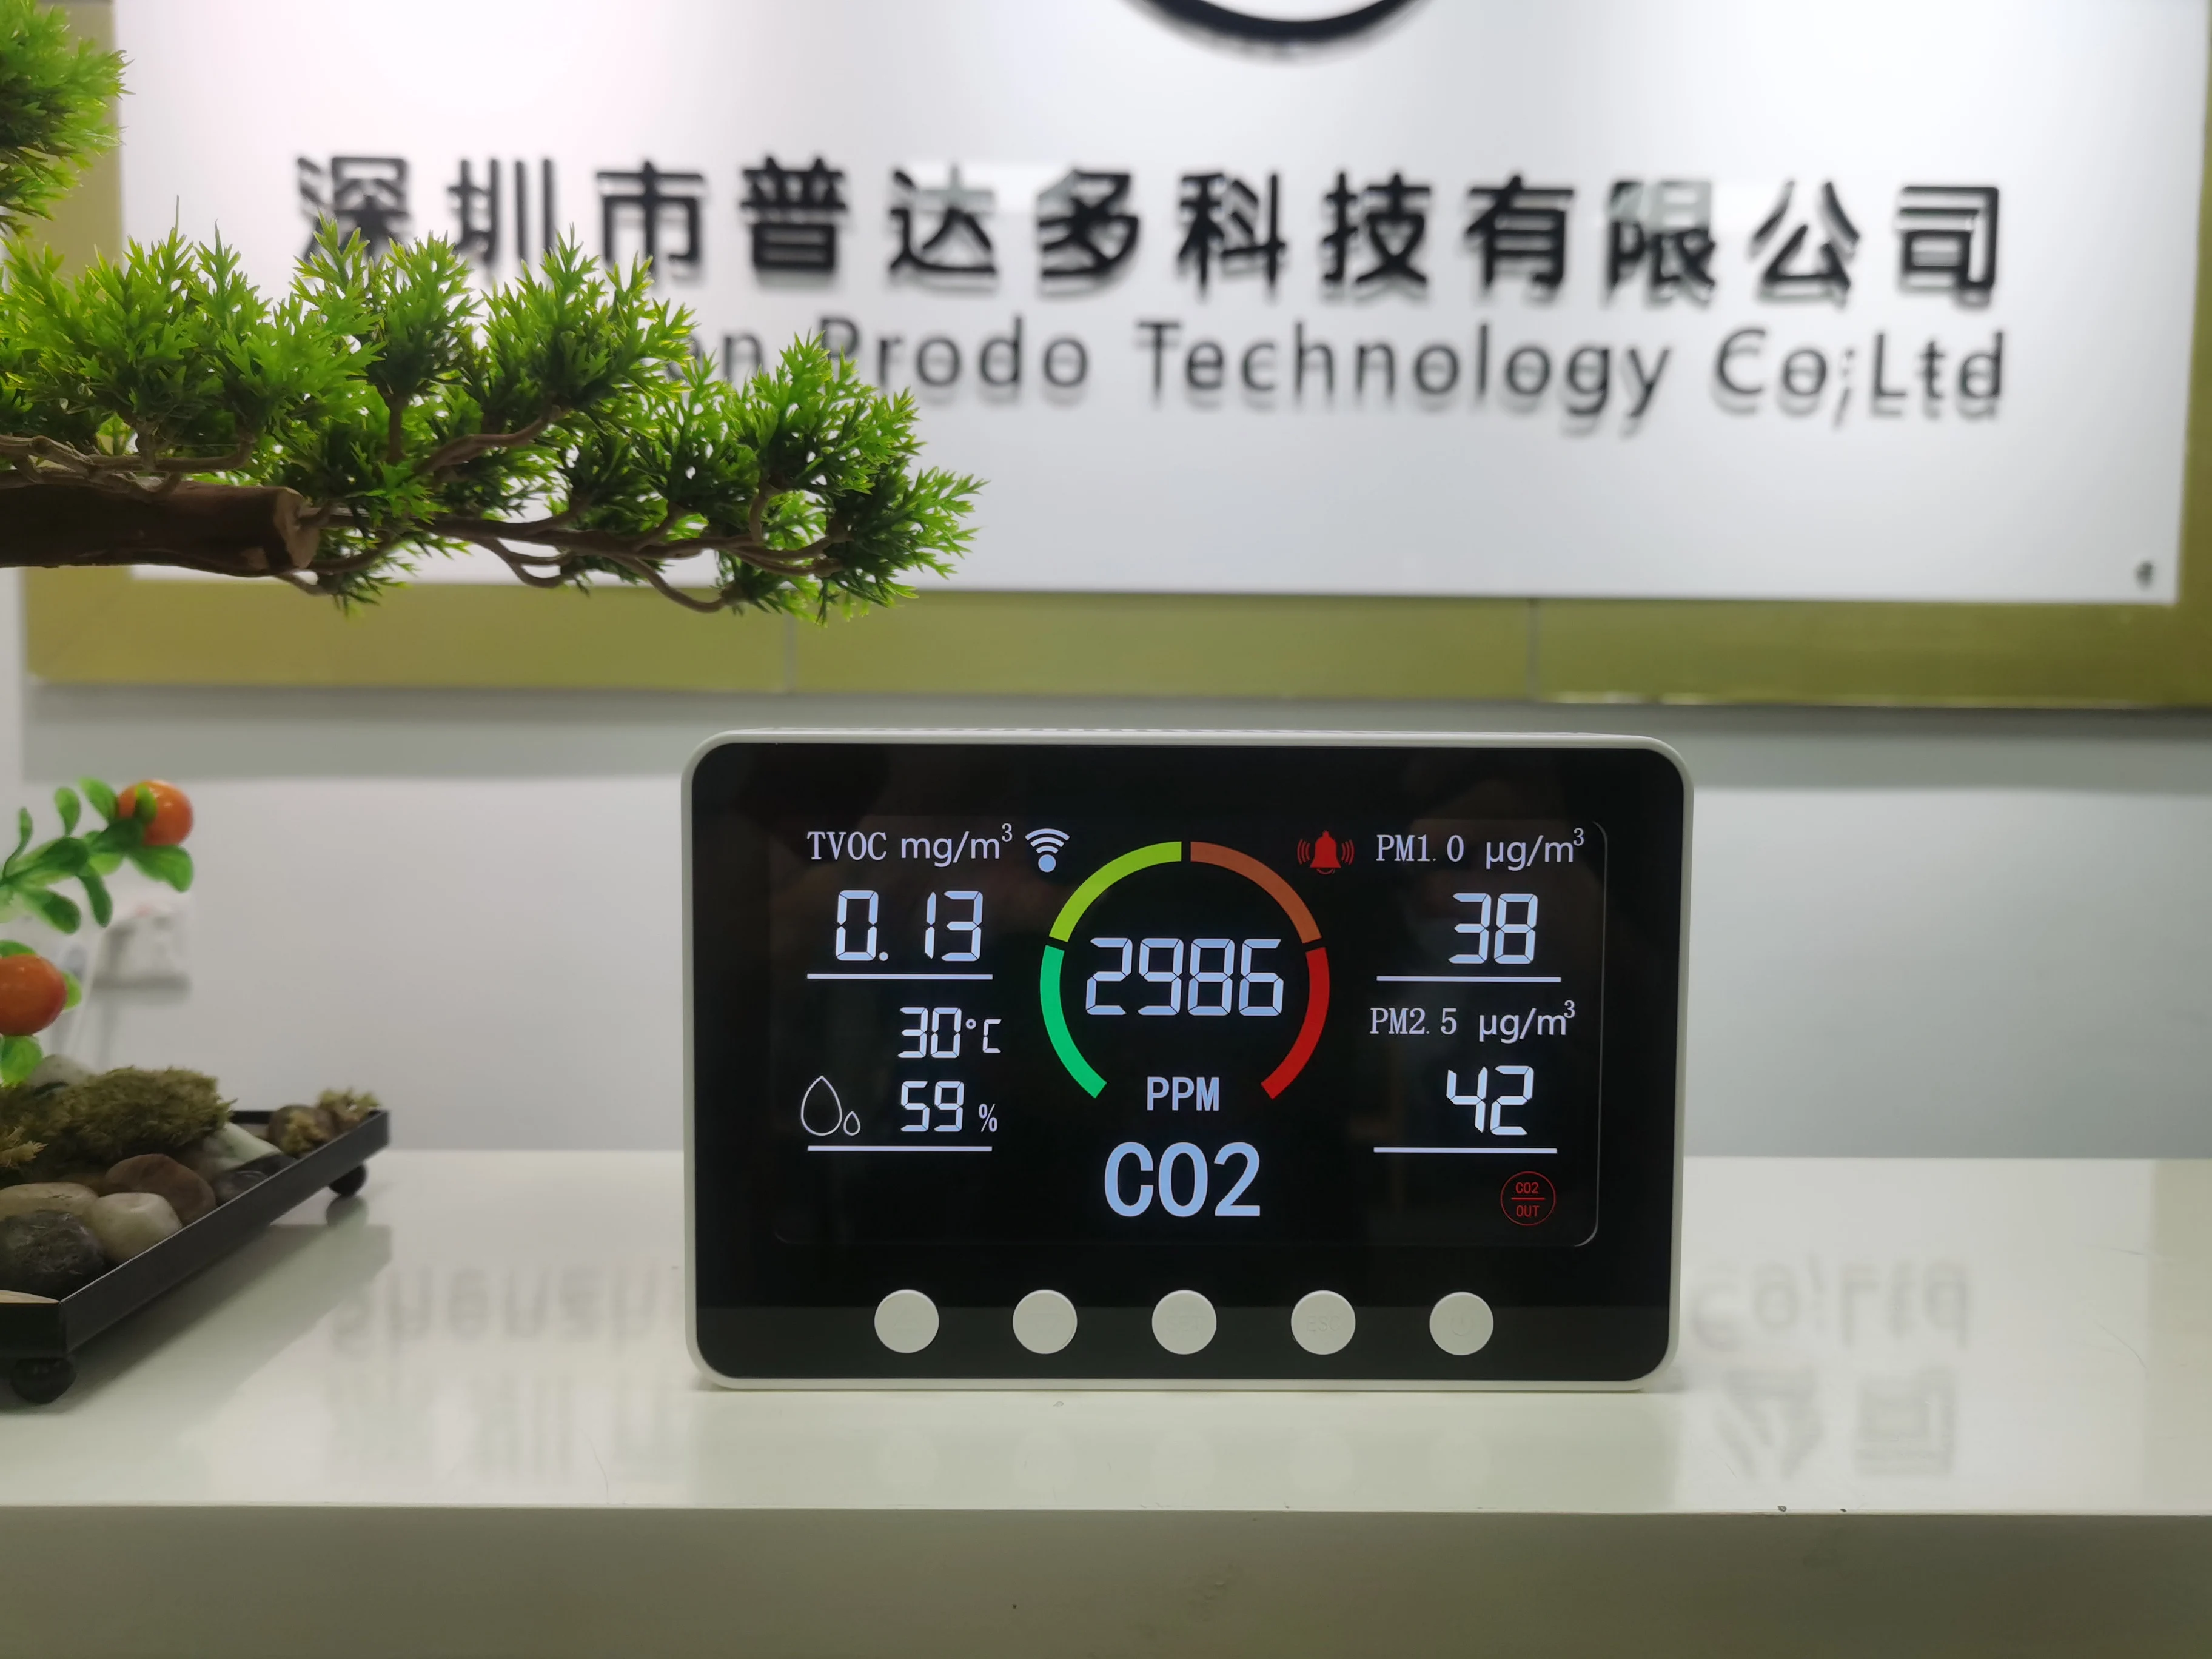 深圳市普达多科技有限公司
Prodo Technology Co;Ltd
TVOC mg/m³
0.13
30°C
59 %
2986
PPM
CO2
PM1.0 µg/m³
38
PM2.5 µg/m³
42
CO2
OUT